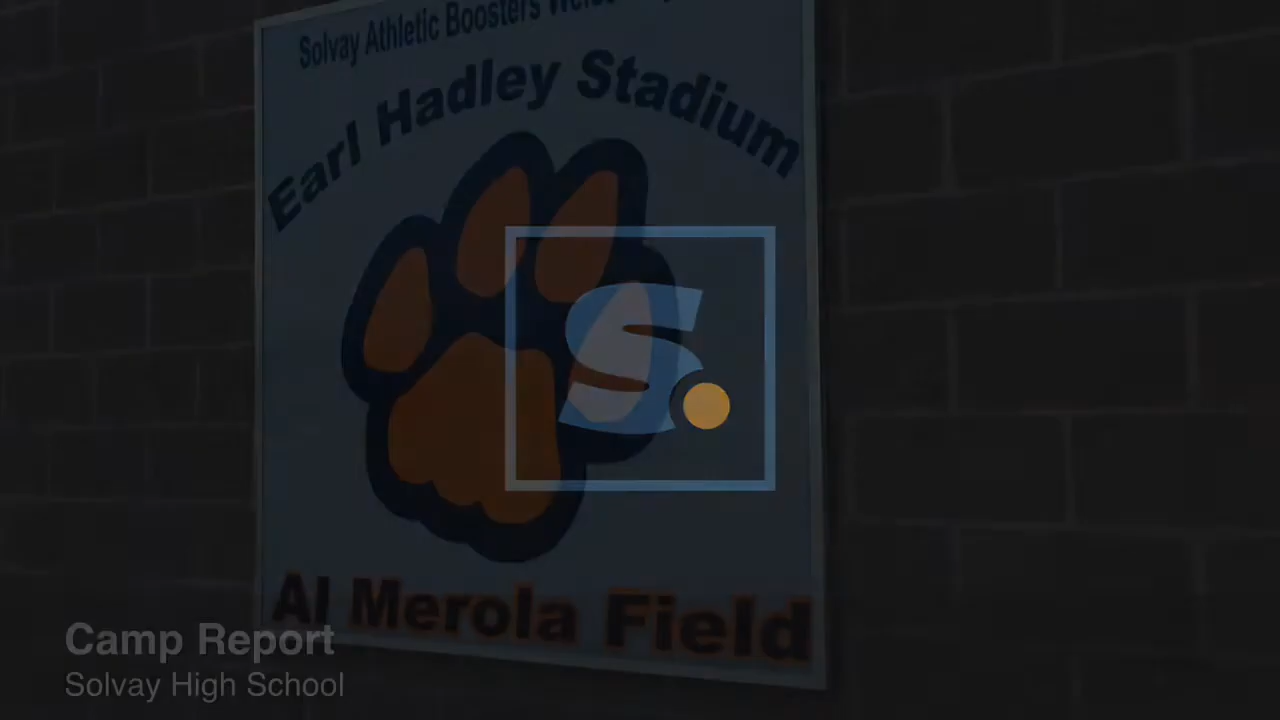 Solvay Athletic Boosters
Earl Hadley Stadium
s.
Al Merola Field
Camp Report
Solvay High School